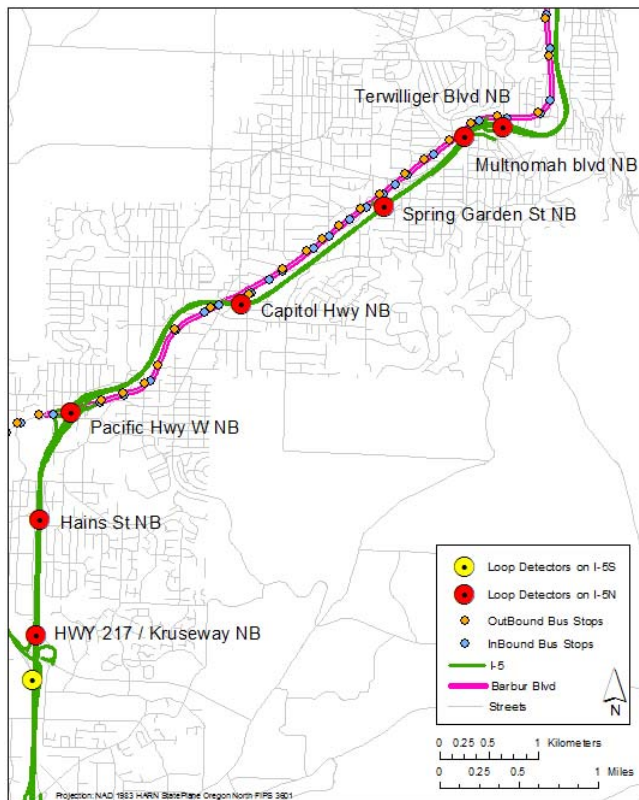 Terwilliger Blvd NB
Multnomah blvd NB
Spring Garden St NB
Capitol Hwy NB
Pacific Hwy W NB
Hains St NB
HWY 217 / Kruseway NB
Loop Detectors on I-5S
Loop Detectors on I-5N
OutBound Bus Stops
InBound Bus Stops
I-5
Barbur Blvd
Streets
N
0 0.25 0.5 1 Kilometers
0 0.25 0.5 1 Miles
Projection: NAD 1983 HARN StatePlane Oregon North FIPS 3601